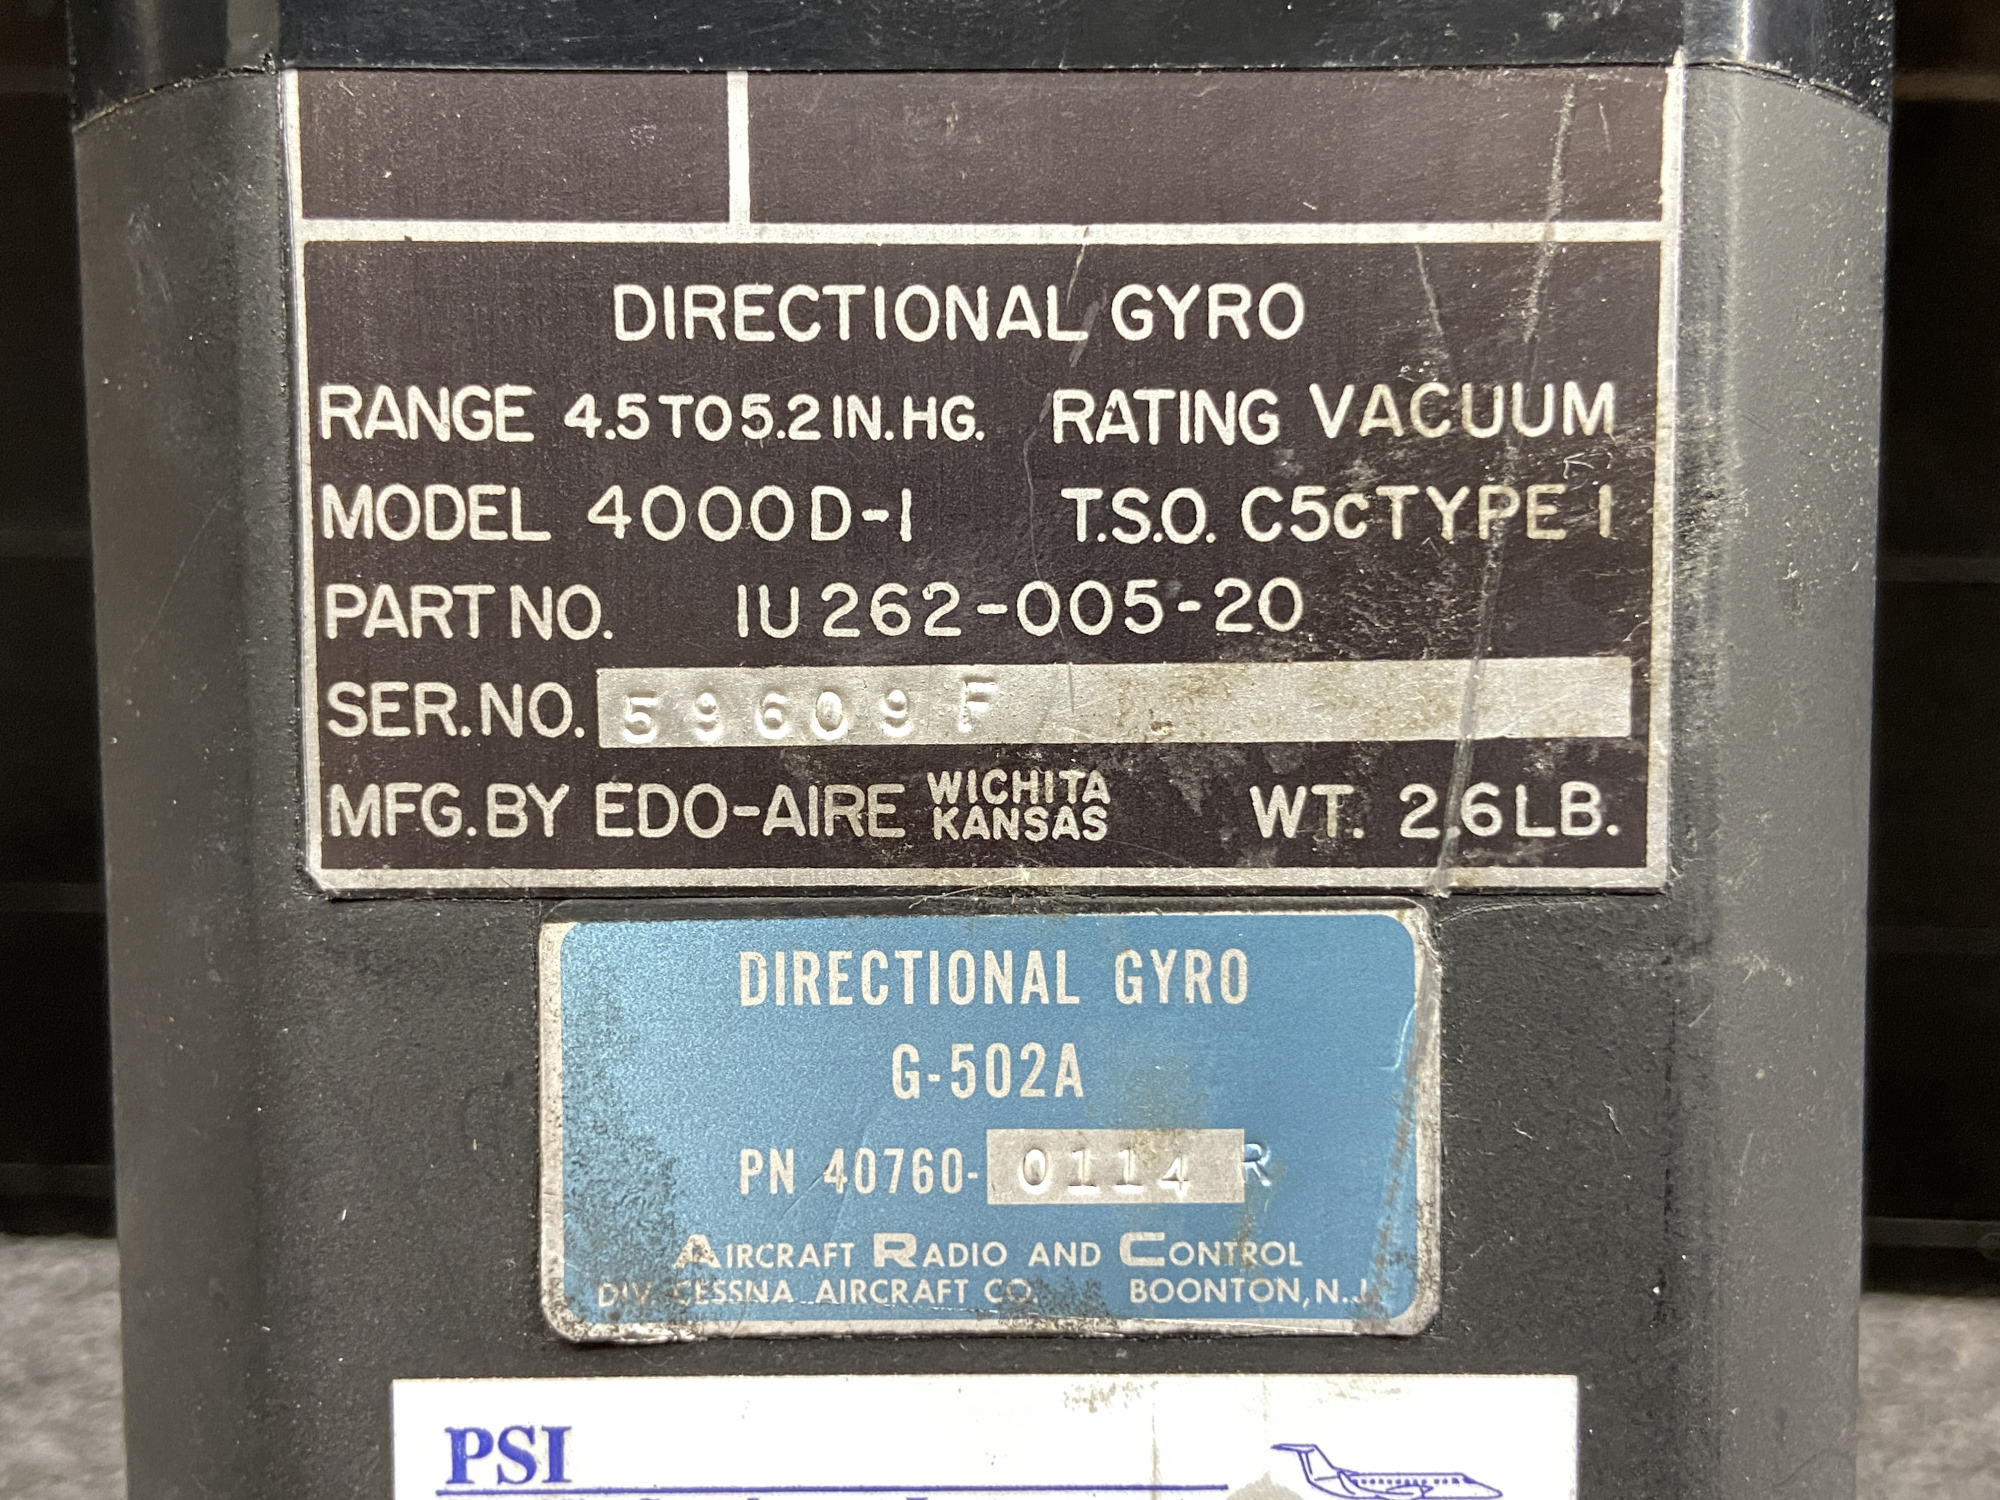 DIRECTIONAL GYRO
RANGE 4.5 TO 5.2 IN. HG. RATING VACUUM
MODEL 4000D-1 T.S.O. C5c TYPE 1
PART NO. 1U262-005-20
SER. NO. 59609F
MFG. BY EDO-AIRE WICHITA KANSAS WT. 2.6 LB.
DIRECTIONAL GYRO
G-502A
PN 40760-0114 R
AIRCRAFT RADIO AND CONTROL
DIV. CESSNA AIRCRAFT CO. BOONTON, N.J.
PSI